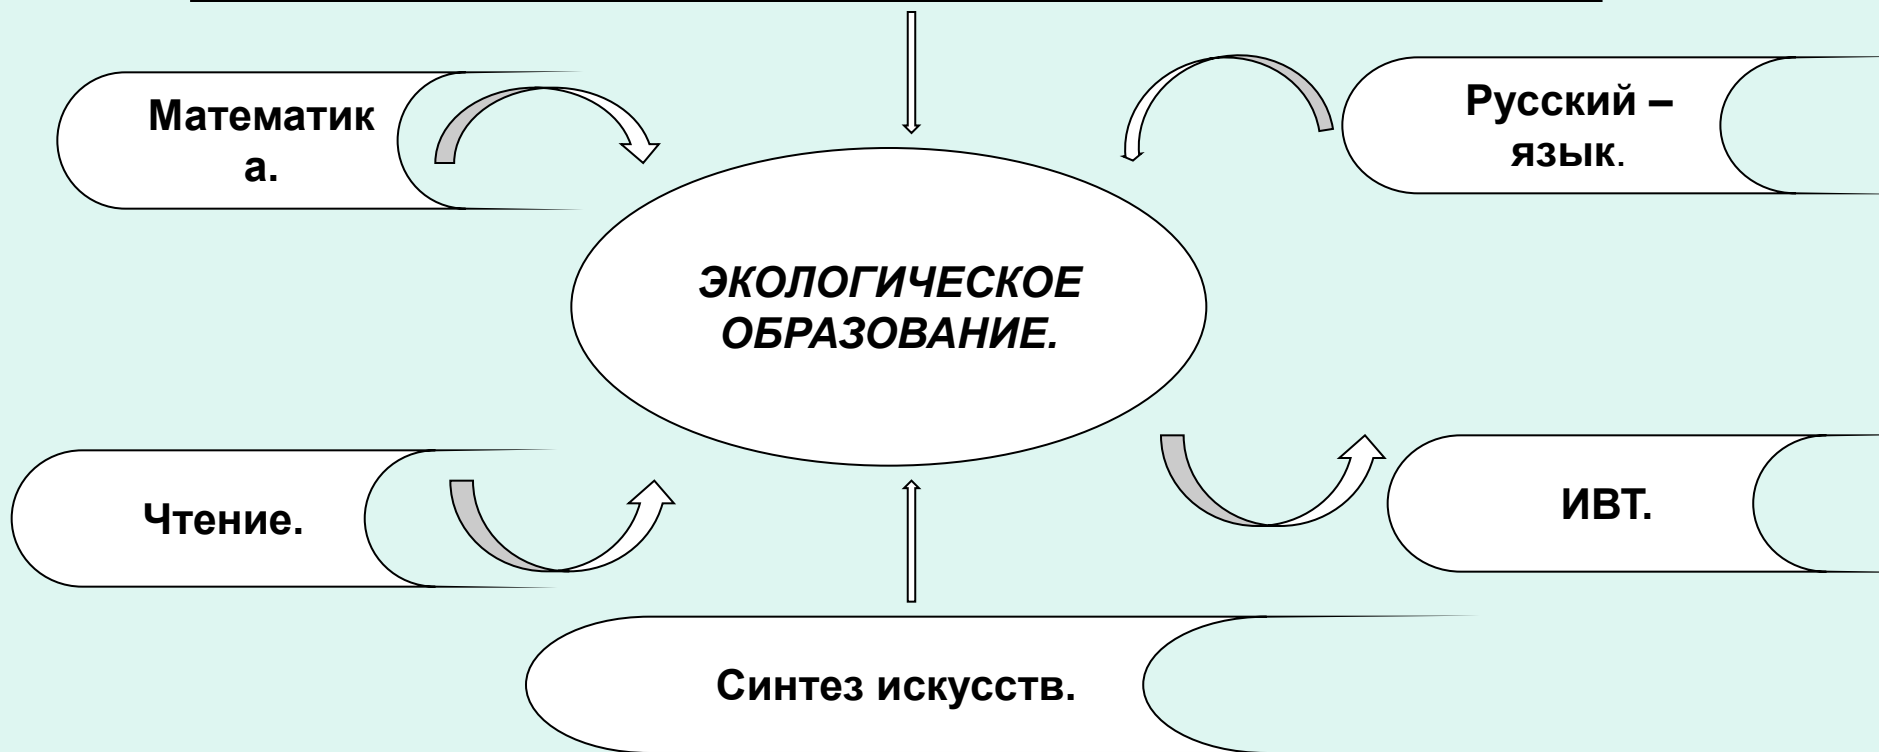 Математик
а.
Русский –
язык.
ЭКОЛОГИЧЕСКОЕ
ОБРАЗОВАНИЕ.
Чтение.
ИВТ.
Синтез искусств.